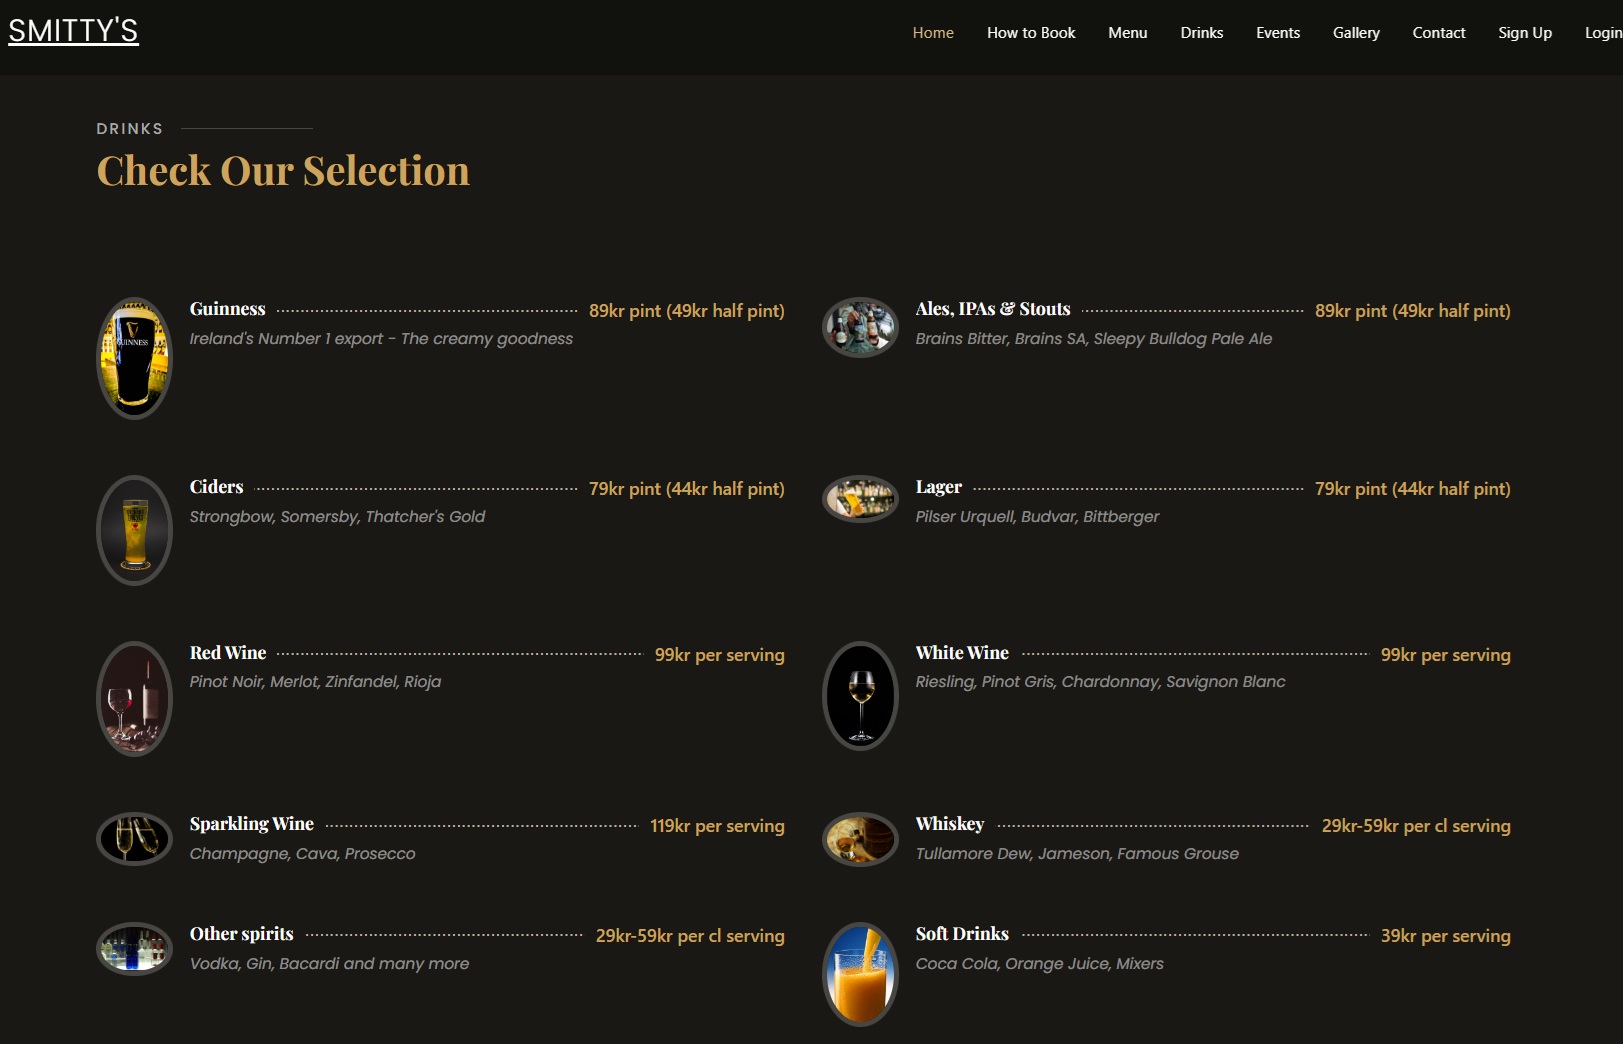 SMITTY'S
Home How to Book Menu Drinks Events Gallery Contact Sign Up Login
DRINKS
Check Our Selection
Guinness 89kr pint (49kr half pint)
Ireland's Number 1 export - The creamy goodness
Ales, IPAs & Stouts 89kr pint (49kr half pint)
Brains Bitter, Brains SA, Sleepy Bulldog Pale Ale
GUINNESS
Ciders 79kr pint (44kr half pint)
Strongbow, Somersby, Thatcher's Gold
Lager 79kr pint (44kr half pint)
Pilser Urquell, Budvar, Bittberger
Red Wine 99kr per serving
Pinot Noir, Merlot, Zinfandel, Rioja
White Wine 99kr per serving
Riesling, Pinot Gris, Chardonnay, Savignon Blanc
Sparkling Wine 119kr per serving
Champagne, Cava, Prosecco
Whiskey 29kr-59kr per cl serving
Tullamore Dew, Jameson, Famous Grouse
Other spirits 29kr-59kr per cl serving
Vodka, Gin, Bacardi and many more
Soft Drinks 39kr per serving
Coca Cola, Orange Juice, Mixers